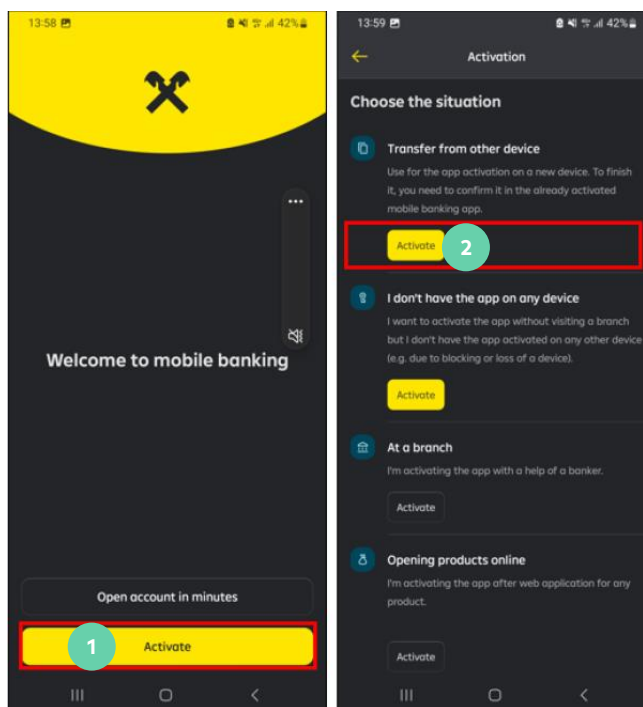 13:58
42%
Welcome to mobile banking
Open account in minutes
1
Activate
13:59
42%
Activation
Choose the situation
Transfer from other device
Use for the app activation on a new device. To finish
it, you need to confirm it in the already activated
mobile banking app.
Activate
2
I don't have the app on any device
I want to activate the app without visiting a branch
but I don't have the app activated on any other device
(e.g. due to blocking or loss of a device).
Activate
At a branch
I'm activating the app with a help of a banker.
Activate
Opening products online
I'm activating the app after web application for any
product.
Activate